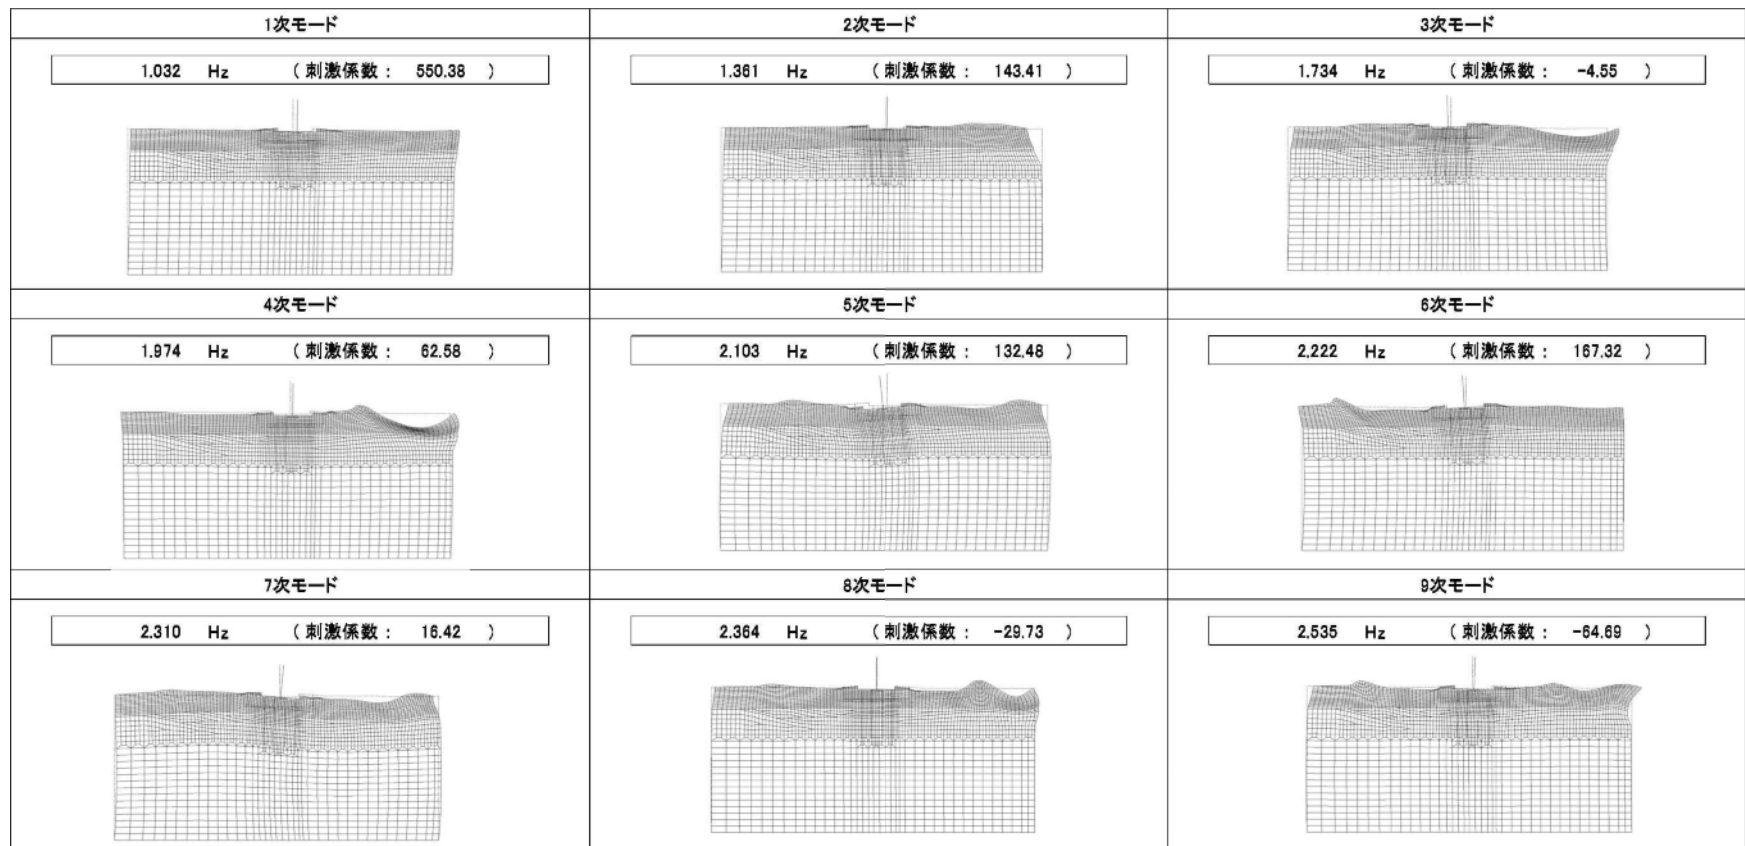 1次モード
2次モード
3次モード
1.032 Hz (刺激係数: 550.38 )
1.361 Hz (刺激係数: 143.41 )
1.734 Hz (刺激係数: -4.55 )
4次モード
5次モード
6次モード
1.974 Hz (刺激係数: 62.58 )
2.103 Hz (刺激係数: 132.48 )
2.222 Hz (刺激係数: 167.32 )
7次モード
8次モード
9次モード
2.310 Hz (刺激係数: 16.42 )
2.364 Hz (刺激係数: -29.73 )
2.535 Hz (刺激係数: -64.69 )